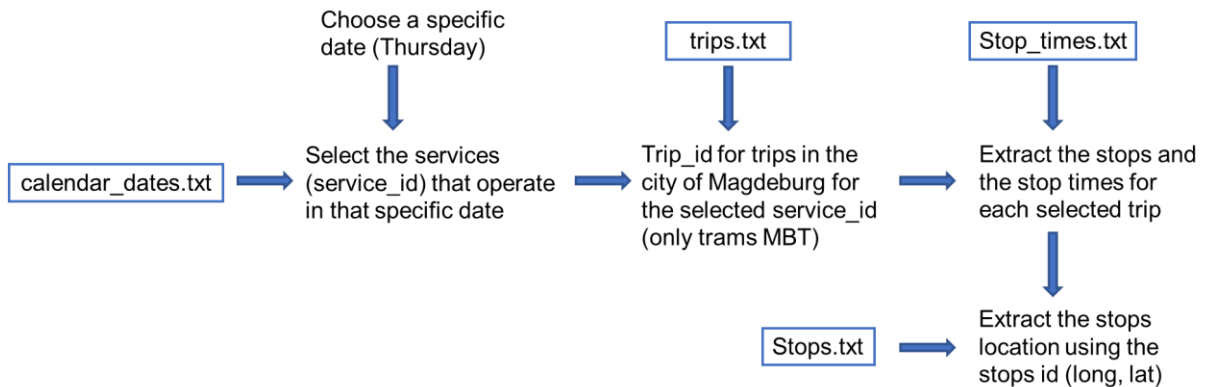 Choose a specific
date (Thursday)
trips.txt
Stop_times.txt
calendar_dates.txt
Select the services
(service_id) that operate
in that specific date
Trip_id for trips in the
city of Magdeburg for
the selected service_id
(only trams MBT)
Extract the stops and
the stop times for
each selected trip
Stops.txt
Extract the stops
location using the
stops id (long, lat)